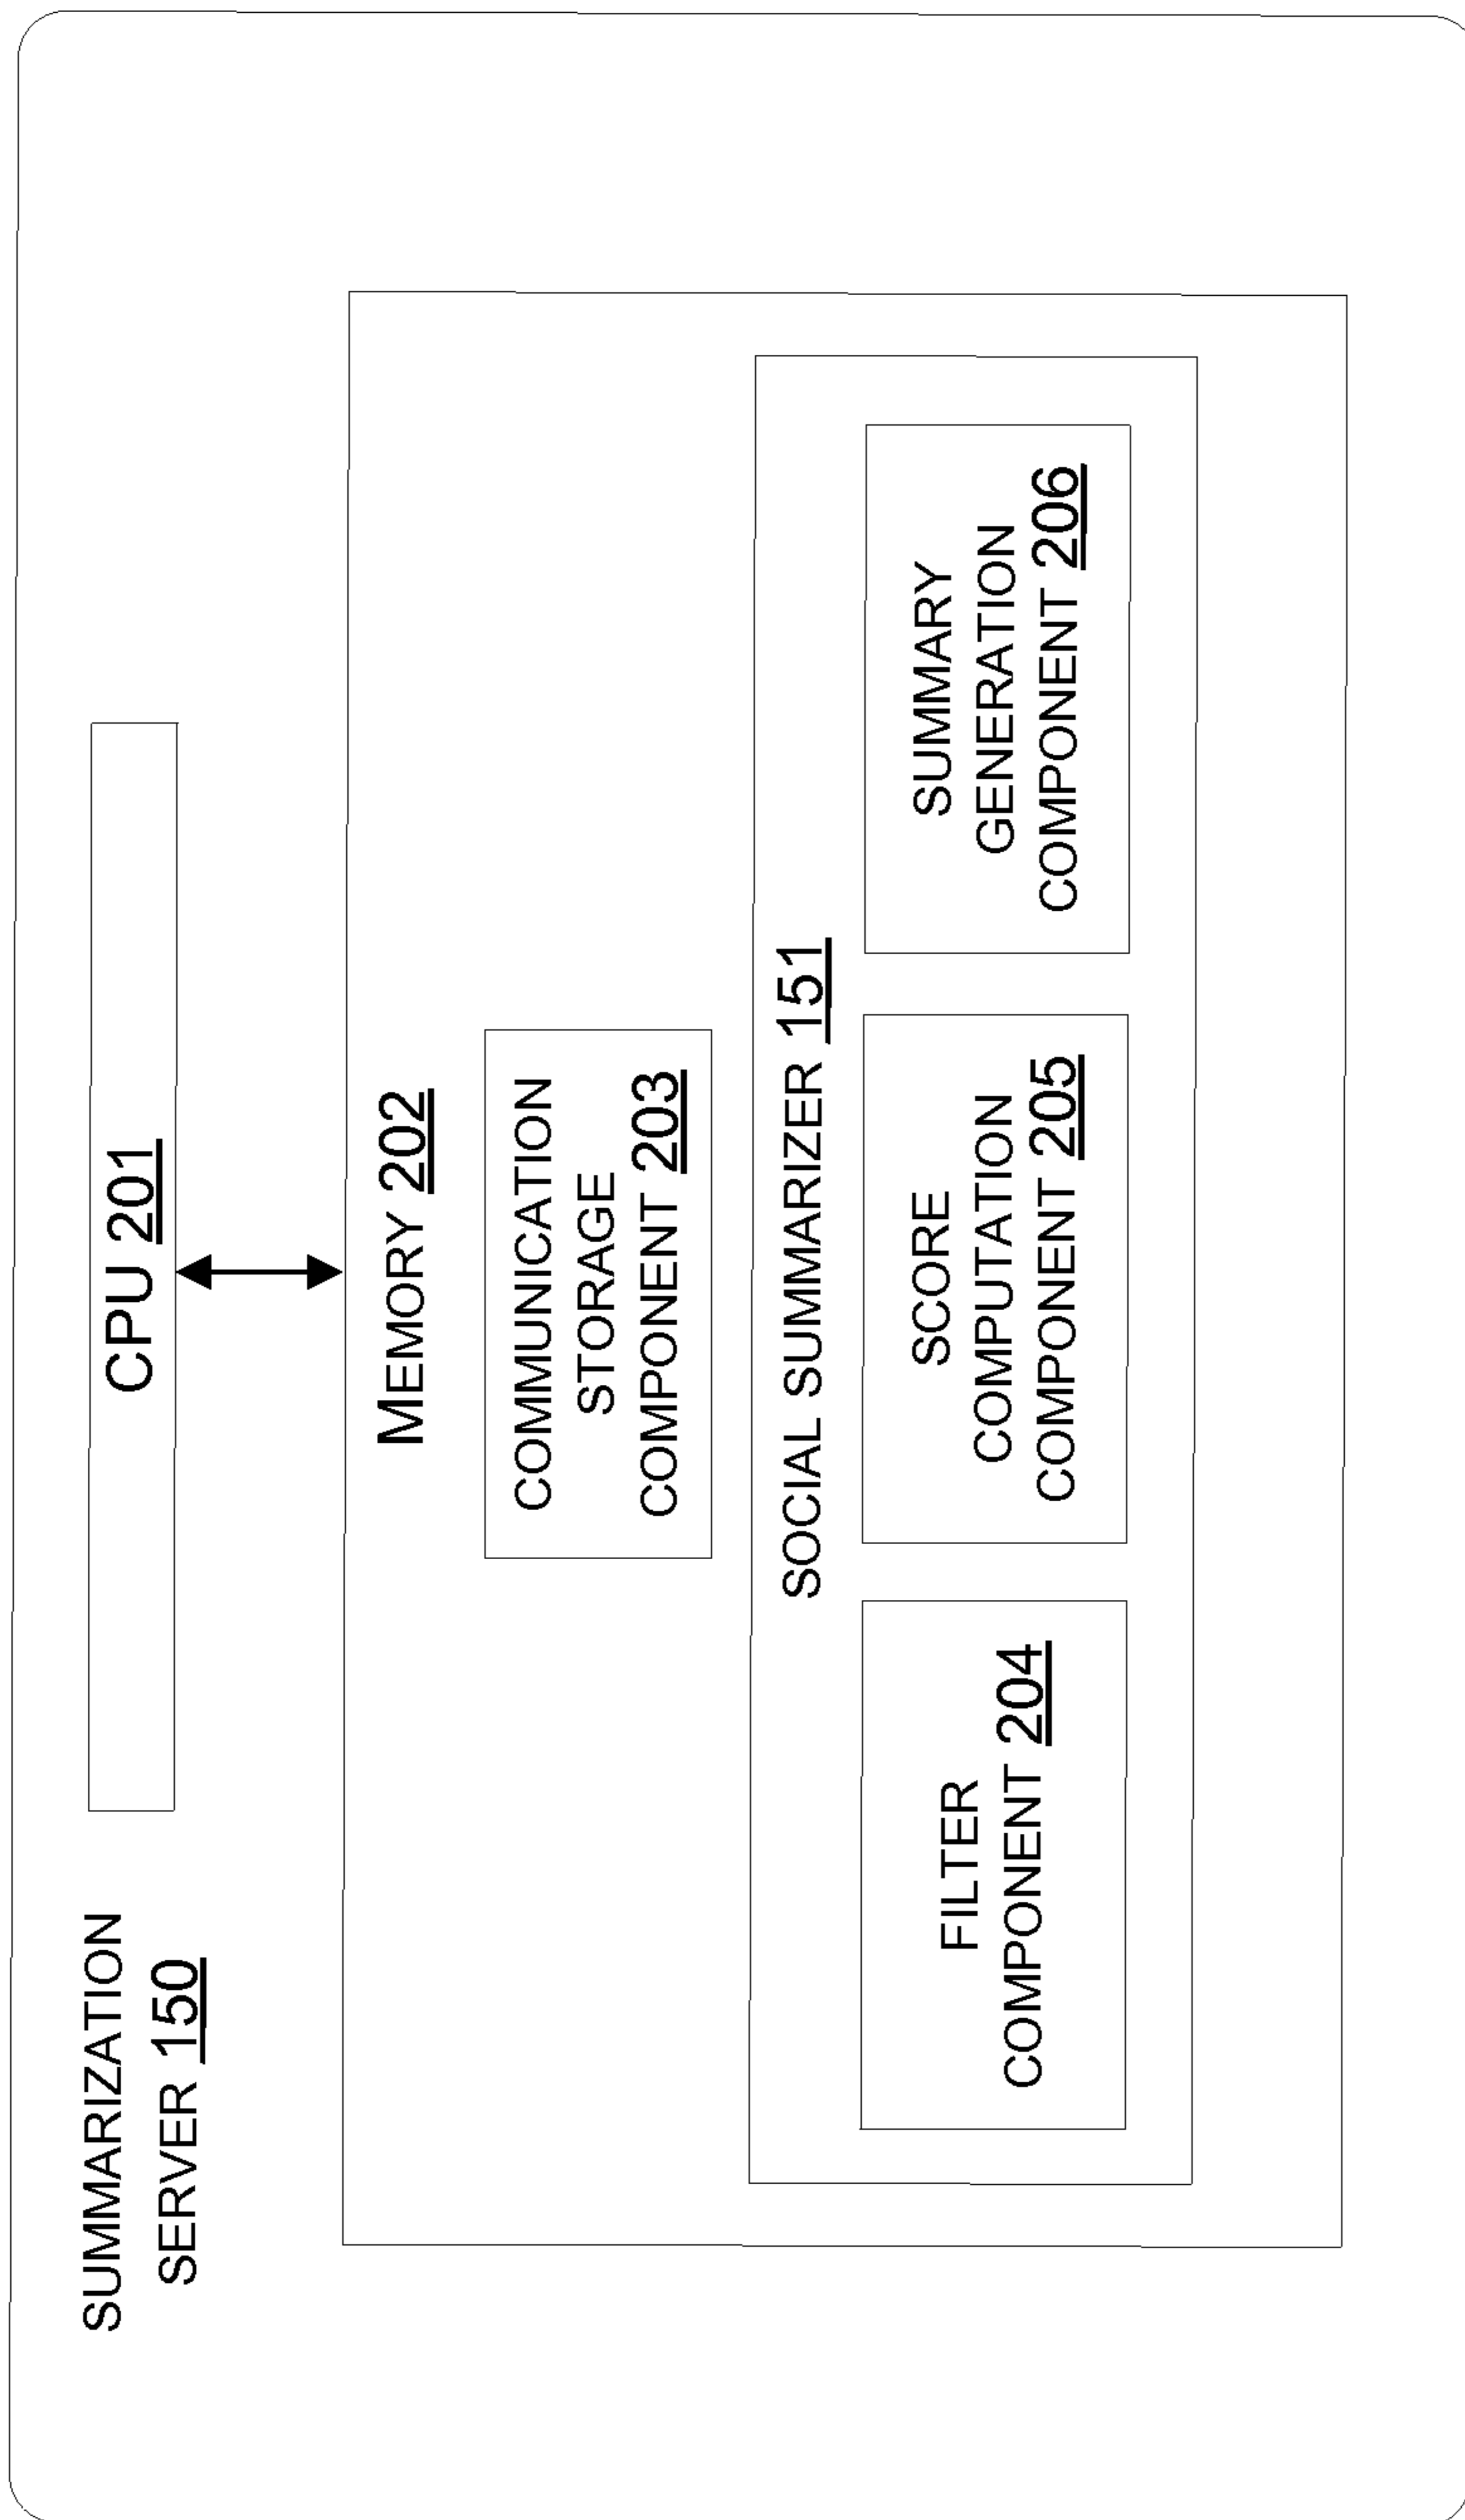 SUMMARIZATION
SERVER 150
CPU 201
MEMORY 202
COMMUNICATION
STORAGE
COMPONENT 203
SOCIAL SUMMARIZER 151
FILTER
COMPONENT 204
SCORE
COMPUTATION
COMPONENT 205
SUMMARY
GENERATION
COMPONENT 206